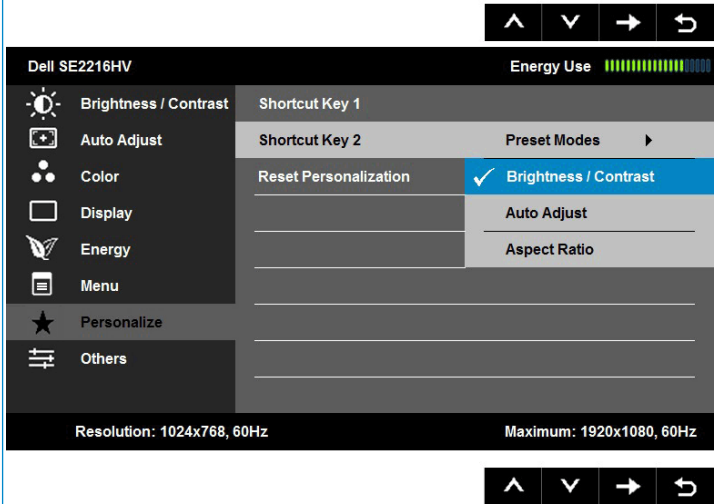 Dell SE2216HV Energy Use
Brightness / Contrast Shortcut Key 1
Auto Adjust Shortcut Key 2 Preset Modes
Color Reset Personalization Brightness / Contrast
Display Auto Adjust
Energy Aspect Ratio
Menu
Personalize
Others
Resolution: 1024x768, 60Hz Maximum: 1920x1080, 60Hz